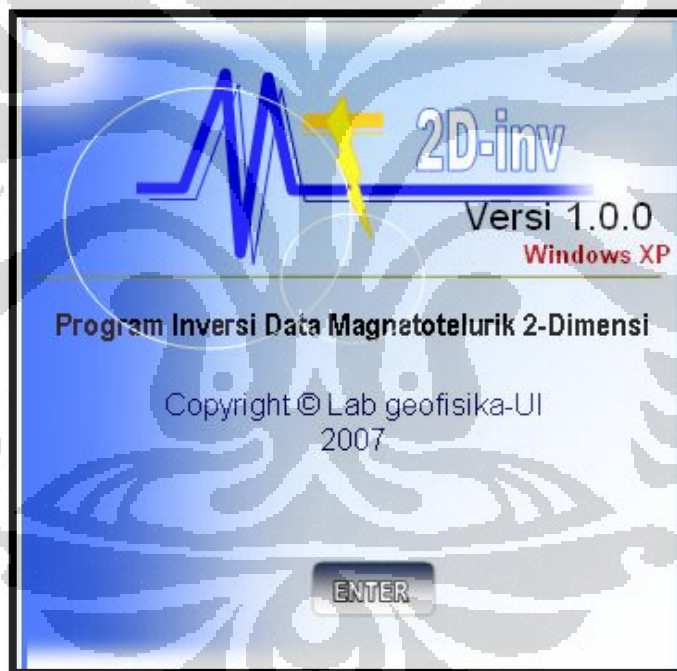 MT 2D-inv
Versi 1.0.0
Windows XP
Program Inversi Data Magnetotelurik 2-Dimensi
Copyright © Lab geofisika-UI
2007
ENTER